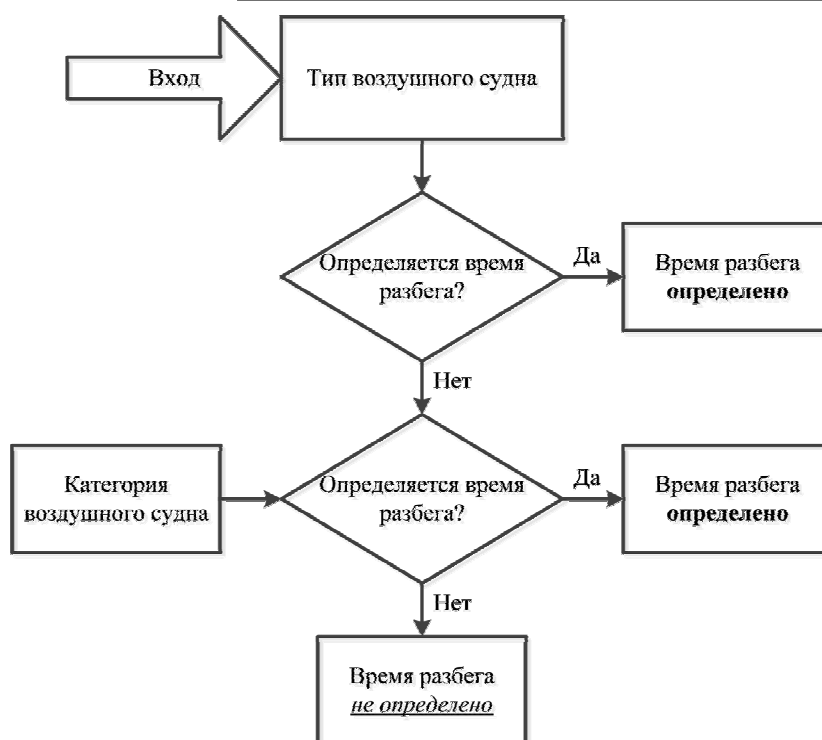 Вход
Тип воздушного судна
Определяется время
разбега?
Да
Время разбега
определено
Нет
Категория
воздушного судна
Определяется время
разбега?
Да
Время разбега
определено
Нет
Время разбега
не определено